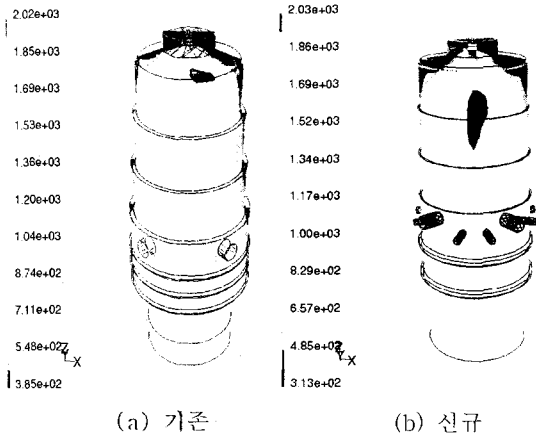 2.02e+03
1.85e+03
1.69e+03
1.53e+03
1.36e+03
1.20e+03
1.04e+03
8.74e+02
7.11e+02
5.48e+02
3.85e+02
Z
X
(a) 기존
2.03e+03
1.86e+03
1.69e+03
1.52e+03
1.34e+03
1.17e+03
1.00e+03
8.29e+02
6.57e+02
4.85e+02
3.13e+02
X
(b) 신규